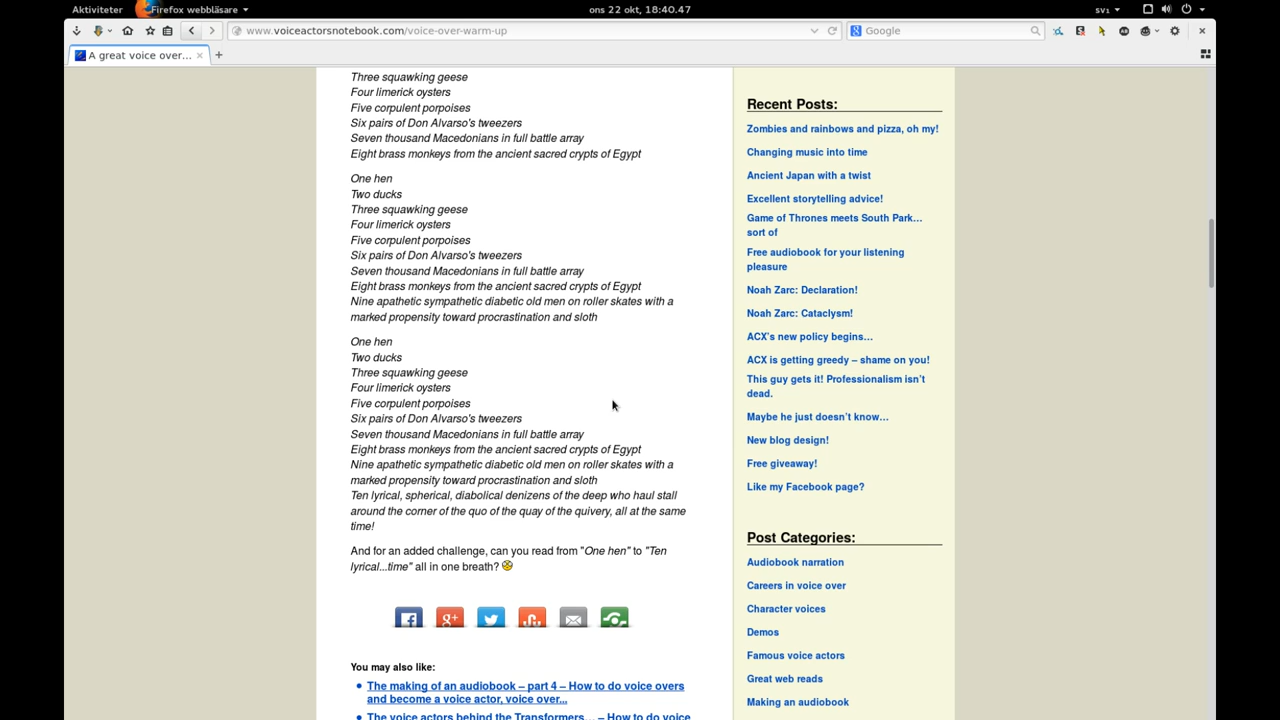 Aktiviteter
Firefox webbläsare
ons 22 okt, 18:40.47
sv1
www.voiceactorsnotebook.com/voice-over-warm-up
Google
A great voice over...
Three squawking geese
Four limerick oysters
Five corpulent porpoises
Six pairs of Don Alvarso's tweezers
Seven thousand Macedonians in full battle array
Eight brass monkeys from the ancient sacred crypts of Egypt
One hen
Two ducks
Three squawking geese
Four limerick oysters
Five corpulent porpoises
Six pairs of Don Alvarso's tweezers
Seven thousand Macedonians in full battle array
Eight brass monkeys from the ancient sacred crypts of Egypt
Nine apathetic sympathetic diabetic old men on roller skates with a
marked propensity toward procrastination and sloth
One hen
Two ducks
Three squawking geese
Four limerick oysters
Five corpulent porpoises
Six pairs of Don Alvarso's tweezers
Seven thousand Macedonians in full battle array
Eight brass monkeys from the ancient sacred crypts of Egypt
Nine apathetic sympathetic diabetic old men on roller skates with a
marked propensity toward procrastination and sloth
Ten lyrical, spherical, diabolical denizens of the deep who haul stall
around the corner of the quo of the quay of the quivery, all at the same
time!
And for an added challenge, can you read from "One hen" to "Ten
lyrical...time" all in one breath?
You may also like:
The making of an audiobook – part 4 – How to do voice overs
and become a voice actor, voice over...
The voice actors behind the Transformers... – How to do voice
Recent Posts:
Zombies and rainbows and pizza, oh my!
Changing music into time
Ancient Japan with a twist
Excellent storytelling advice!
Game of Thrones meets South Park…
sort of
Free audiobook for your listening
pleasure
Noah Zarc: Declaration!
Noah Zarc: Cataclysm!
ACX's new policy begins…
ACX is getting greedy – shame on you!
This guy gets it! Professionalism isn't
dead.
Maybe he just doesn't know…
New blog design!
Free giveaway!
Like my Facebook page?
Post Categories:
Audiobook narration
Careers in voice over
Character voices
Demos
Famous voice actors
Great web reads
Making an audiobook